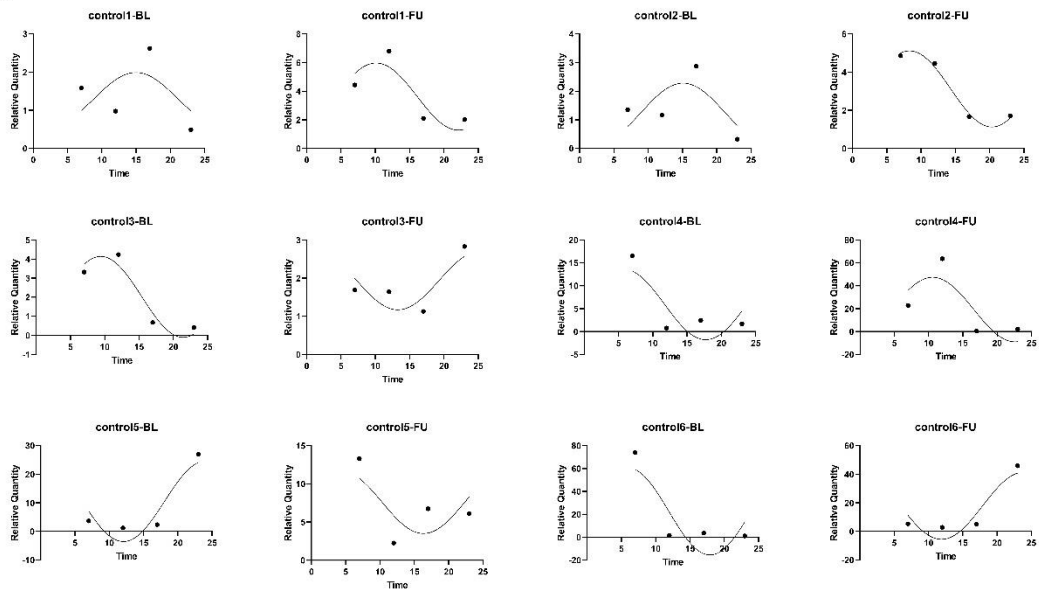 control1-BL
control1-FU
control2-BL
control2-FU
3
2
1
0
Relative Quantity
0 5 10 15 20 25
Time
8
6
4
2
0
Relative Quantity
0 5 10 15 20 25
Time
4
3
2
1
0
Relative Quantity
0 5 10 15 20 25
Time
6
4
2
0
Relative Quantity
0 5 10 15 20 25
Time
control3-BL
control3-FU
control4-BL
control4-FU
5
4
3
2
1
0
-1
Relative Quantity
5 10 15 20 25
Time
3
2
1
0
Relative Quantity
0 5 10 15 20 25
Time
20
15
10
5
0
-5
Relative Quantity
5 10 15 20 25
Time
80
60
40
20
0
-20
Relative Quantity
5 10 15 20 25
Time
control5-BL
control5-FU
control6-BL
control6-FU
30
20
10
0
-10
Relative Quantity
5 10 15 20 25
Time
15
10
5
0
Relative Quantity
0 5 10 15 20 25
Time
80
60
40
20
0
-20
Relative Quantity
5 10 15 20 25
Time
60
40
20
0
-20
Relative Quantity
5 10 15 20 25
Time